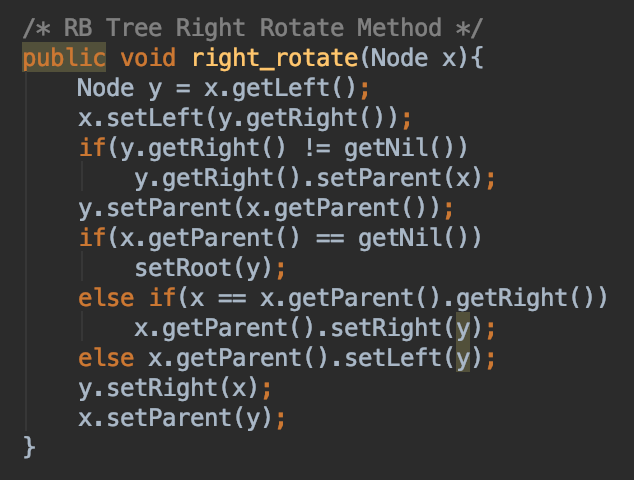 /* RB Tree Right Rotate Method */
public void right_rotate(Node x){
    Node y = x.getLeft();
    x.setLeft(y.getRight());
    if(y.getRight() != getNil())
        y.getRight().setParent(x);
    y.setParent(x.getParent());
    if(x.getParent() == getNil())
        setRoot(y);
    else if(x == x.getParent().getRight())
        x.getParent().setRight(y);
    else x.getParent().setLeft(y);
    y.setRight(x);
    x.setParent(y);
}